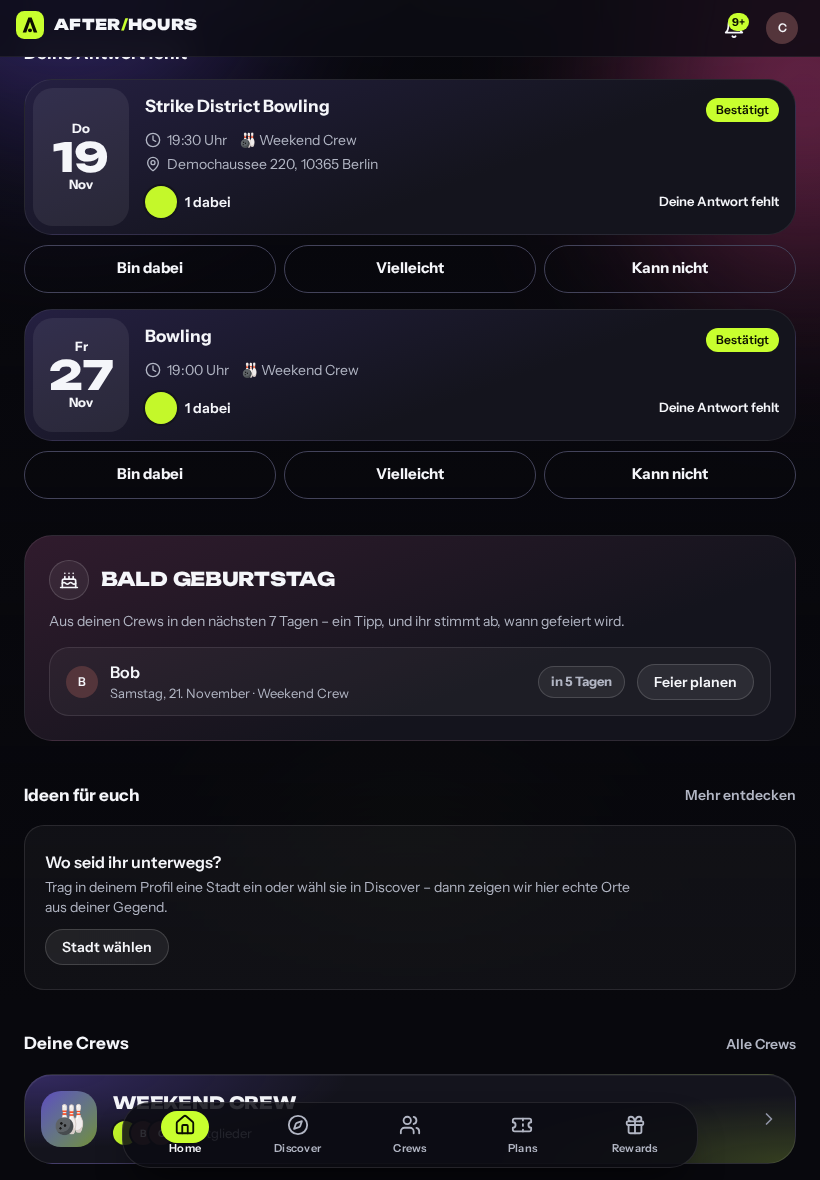 AFTER/HOURS
9+
C
Deine Antwort fehlt
Do
19
Nov
Strike District Bowling
Bestätigt
19:30 Uhr 🎳 Weekend Crew
Demochaussee 220, 10365 Berlin
1 dabei
Deine Antwort fehlt
Bin dabei
Vielleicht
Kann nicht
Fr
27
Nov
Bowling
Bestätigt
19:00 Uhr 🎳 Weekend Crew
1 dabei
Deine Antwort fehlt
Bin dabei
Vielleicht
Kann nicht
BALD GEBURTSTAG
Aus deinen Crews in den nächsten 7 Tagen – ein Tipp, und ihr stimmt ab, wann gefeiert wird.
B
Bob
Samstag, 21. November · Weekend Crew
in 5 Tagen
Feier planen
Ideen für euch
Mehr entdecken
Wo seid ihr unterwegs?
Trag in deinem Profil eine Stadt ein oder wähl sie in Discover – dann zeigen wir hier echte Orte
aus deiner Gegend.
Stadt wählen
Deine Crews
Alle Crews
WEEKEND CREW
B
Home
Discover
Crews
Plans
Rewards